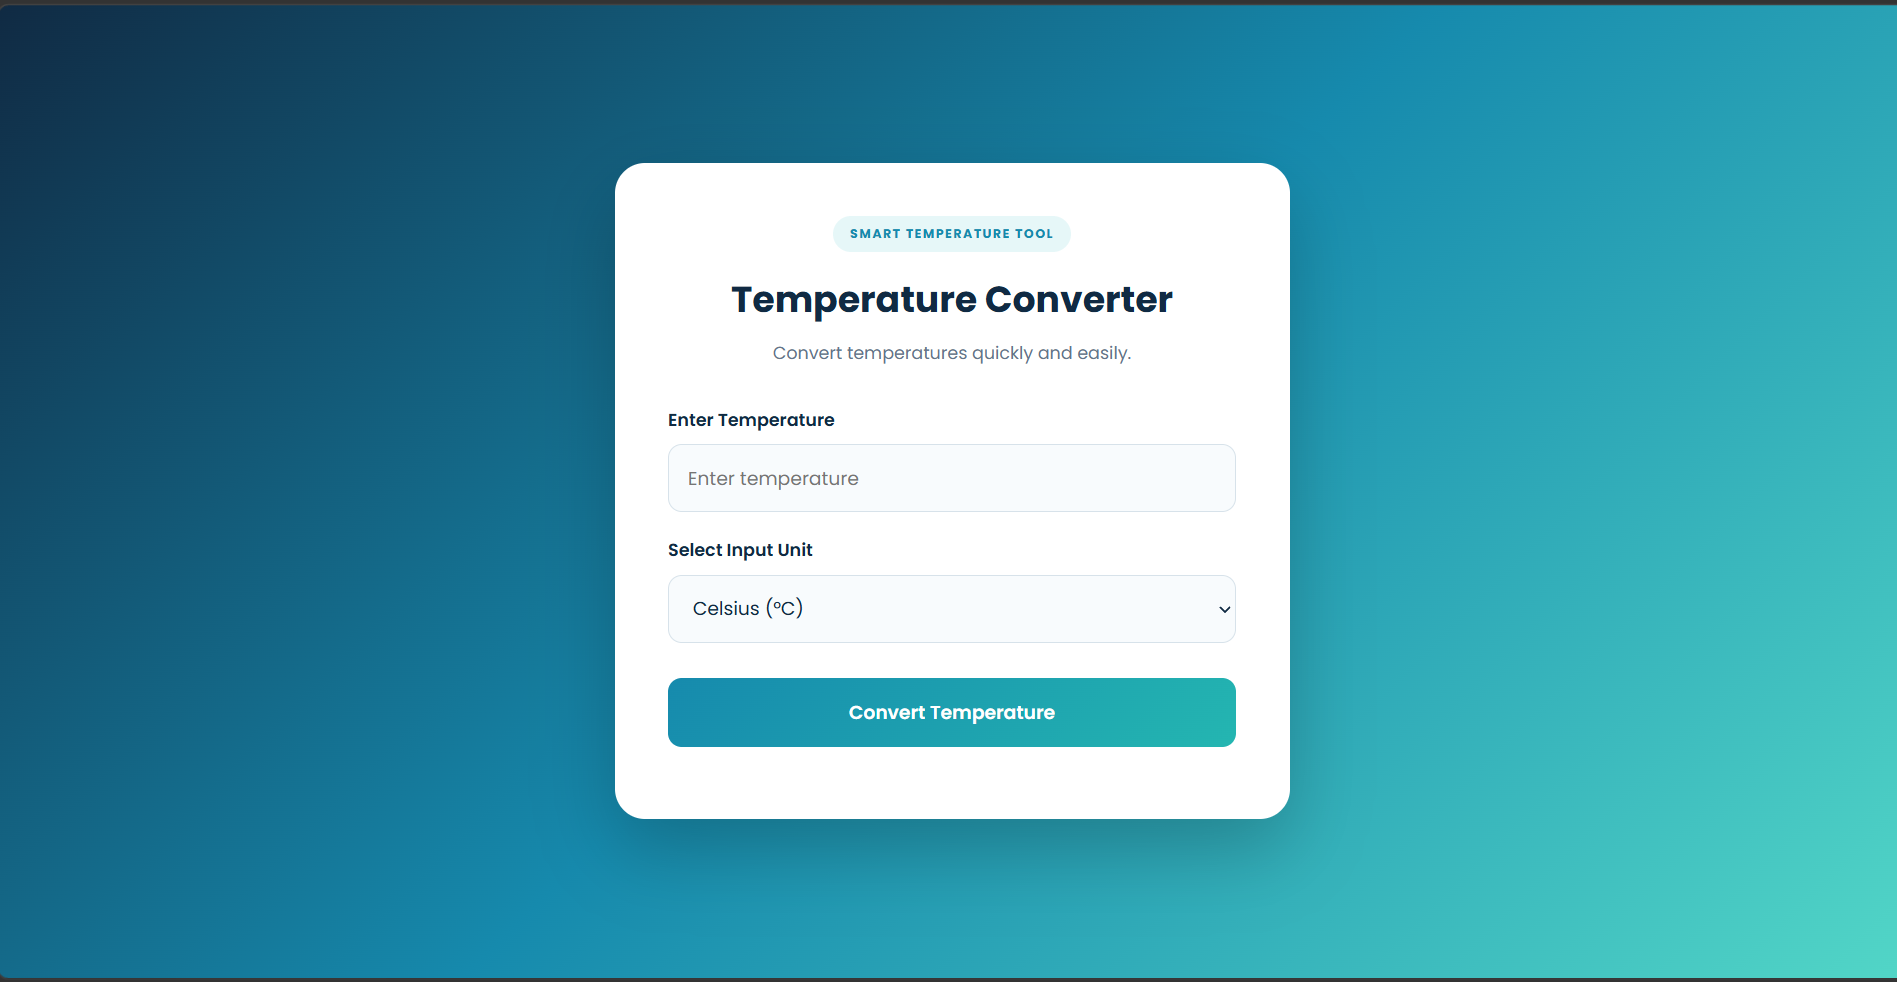 SMART TEMPERATURE TOOL
Temperature Converter
Convert temperatures quickly and easily.
Enter Temperature
Enter temperature
Select Input Unit
Celsius (°C)
Convert Temperature